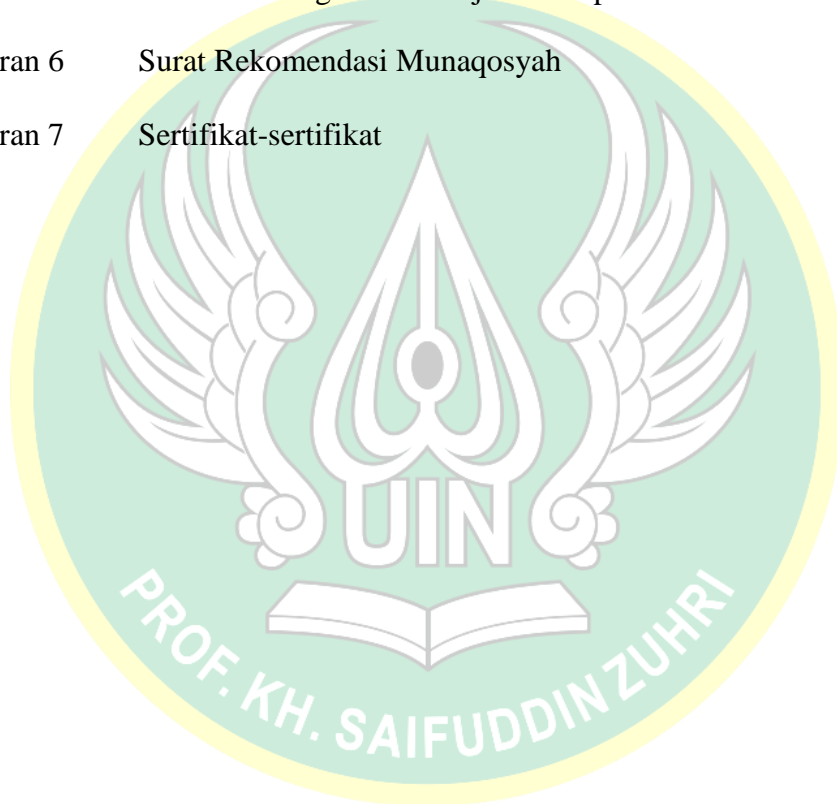 ran 6 Surat Rekomendasi Munaqosyah
ran 7 Sertifikat-sertifikat
UIN
PROF. KH. SAIFUDDIN ZUHRI